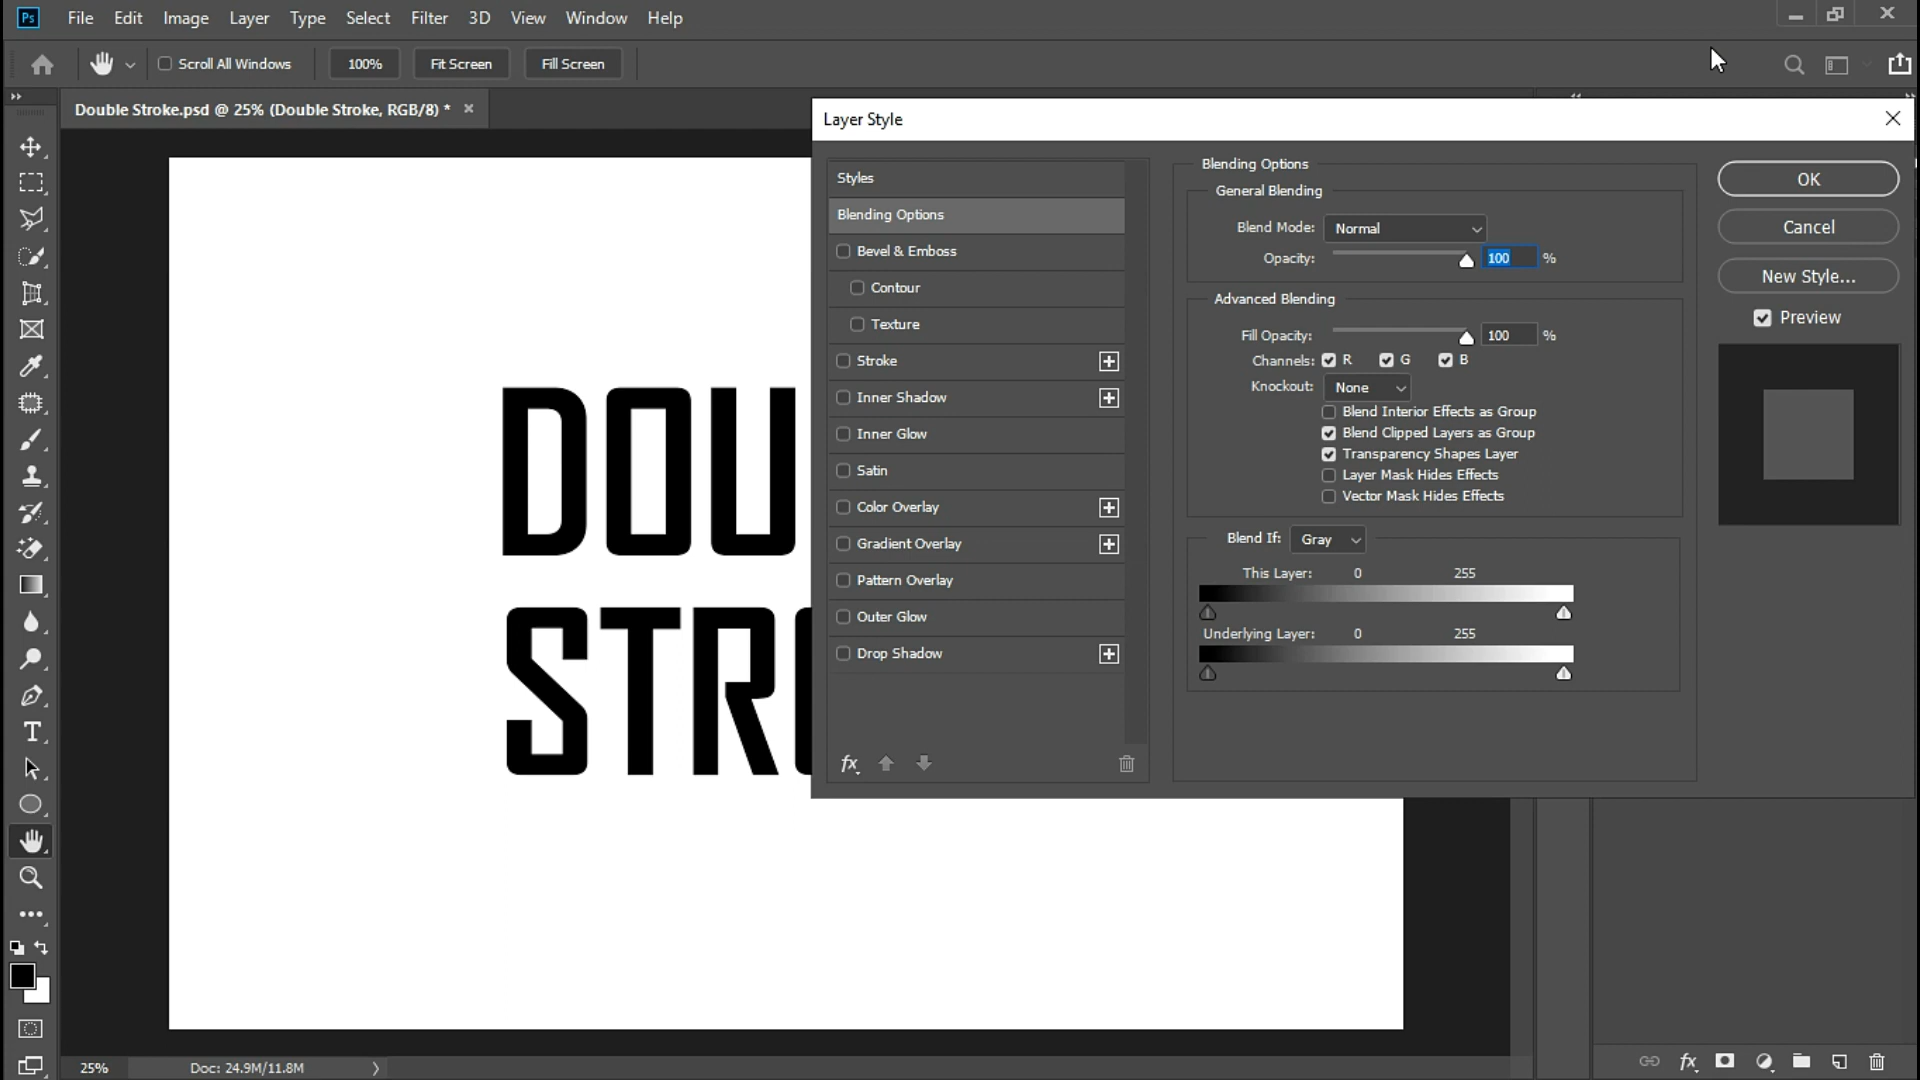 Ps File Edit Image Layer Type Select Filter 3D View Window Help
Scroll All Windows 100% Fit Screen Fill Screen
Double Stroke.psd @ 25% (Double Stroke, RGB/8) *
Layer Style
Styles
Blending Options
Bevel & Emboss
Contour
Texture
Stroke
Inner Shadow
Inner Glow
Satin
Color Overlay
Gradient Overlay
Pattern Overlay
Outer Glow
Drop Shadow
fx
Blending Options
General Blending
Blend Mode: Normal
Opacity: 100 %
Advanced Blending
Fill Opacity: 100 %
Channels: R G B
Knockout: None
Blend Interior Effects as Group
Blend Clipped Layers as Group
Transparency Shapes Layer
Layer Mask Hides Effects
Vector Mask Hides Effects
Blend If: Gray
This Layer: 0 255
Underlying Layer: 0 255
OK
Cancel
New Style...
Preview
DOU
STR
T
25% Doc: 24.9M/11.8M
fx